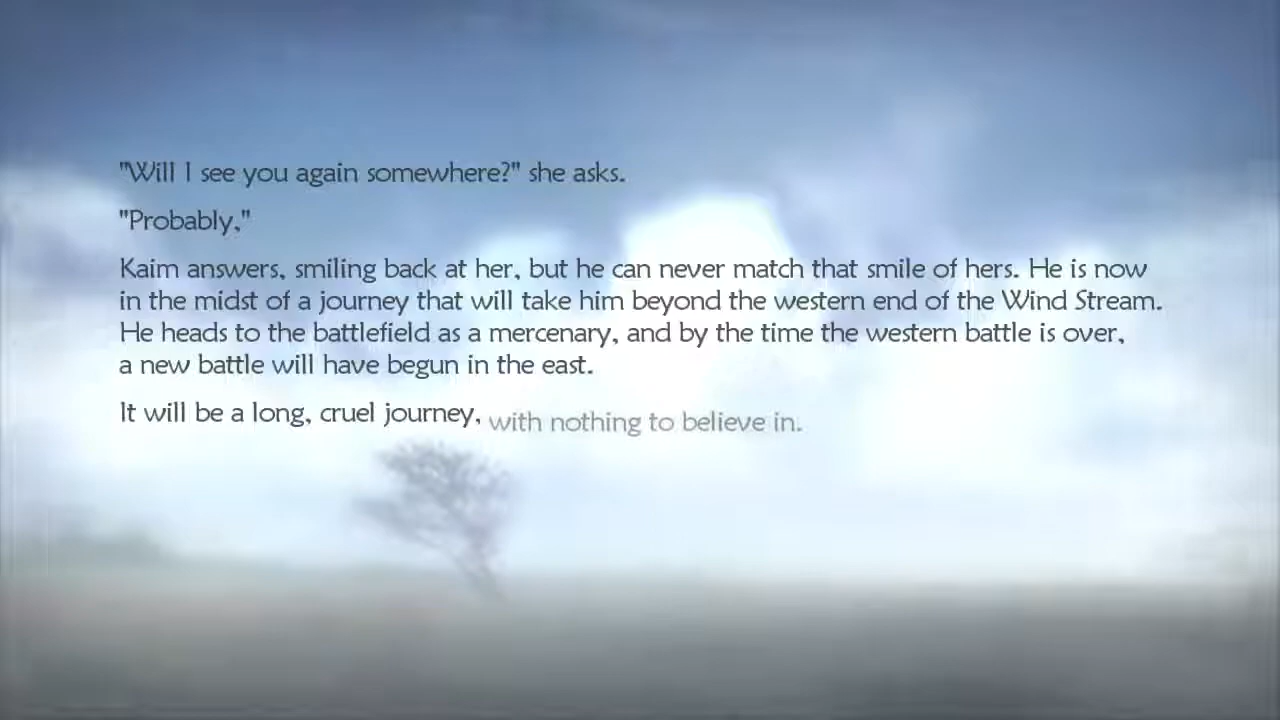 "Will I see you again somewhere?" she asks.
"Probably,"
Kaim answers, smiling back at her, but he can never match that smile of hers. He is now
in the midst of a journey that will take him beyond the western end of the Wind Stream.
He heads to the battlefield as a mercenary, and by the time the western battle is over,
a new battle will have begun in the east.
It will be a long, cruel journey, with nothing to believe in.